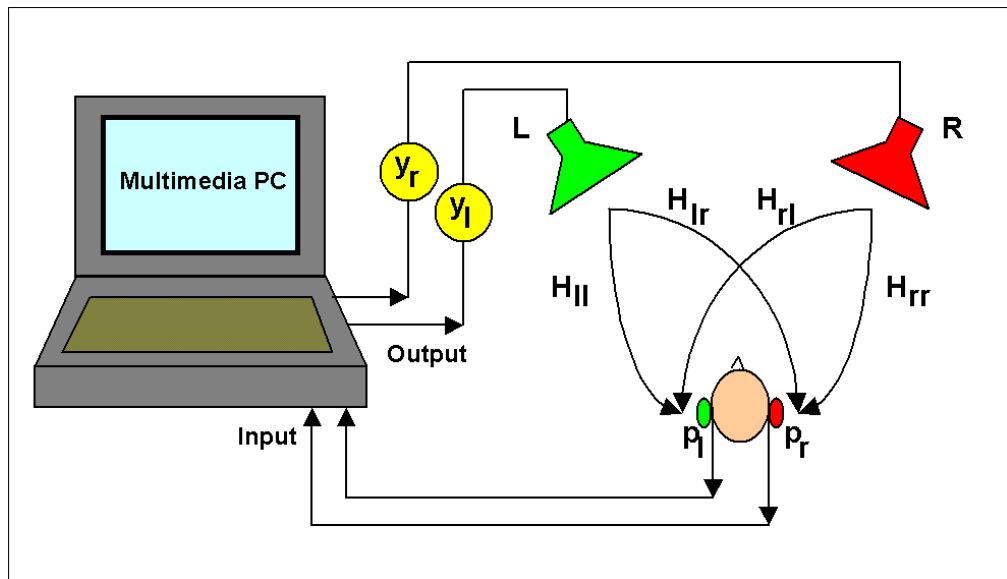 Multimedia PC
yr
yl
L
R
Hlr
Hrl
Hll
Hrr
Output
Input
pl
pr